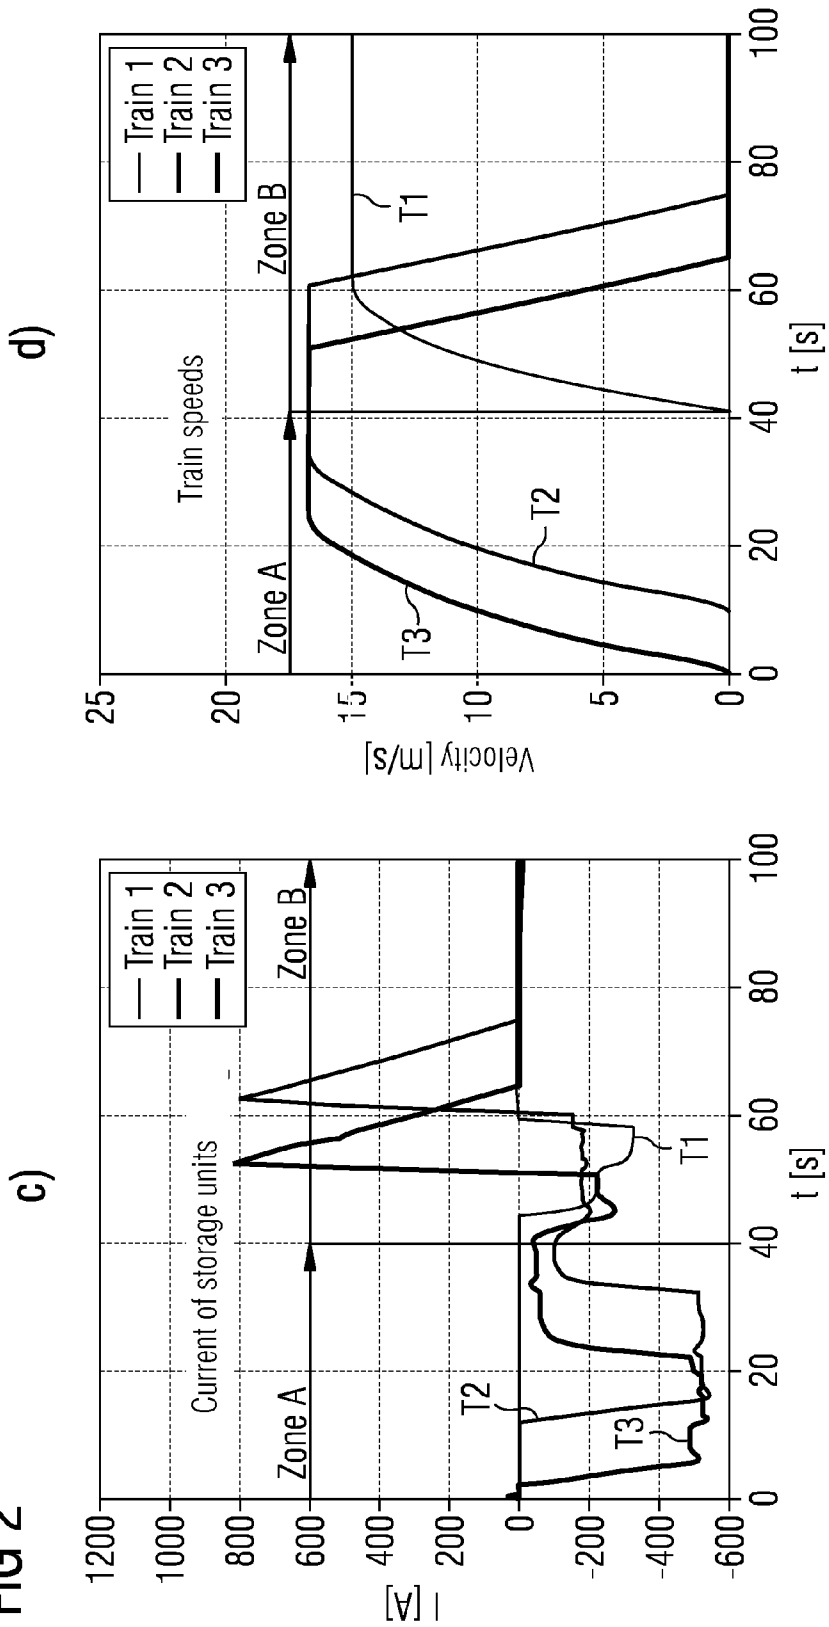 FIG 2
c)
Current of storage units
Train 1
Train 2
Train 3
Zone A
Zone B
1200
1000
800
600
400
200
0
-200
-400
-600
I [A]
T2
T3
T1
0
20
40
60
80
100
t [s]
d)
Train speeds
Train 1
Train 2
Train 3
Zone A
Zone B
25
20
15
10
5
0
Velocity [m/s]
T3
T2
T1
0
20
40
60
80
100
t [s]